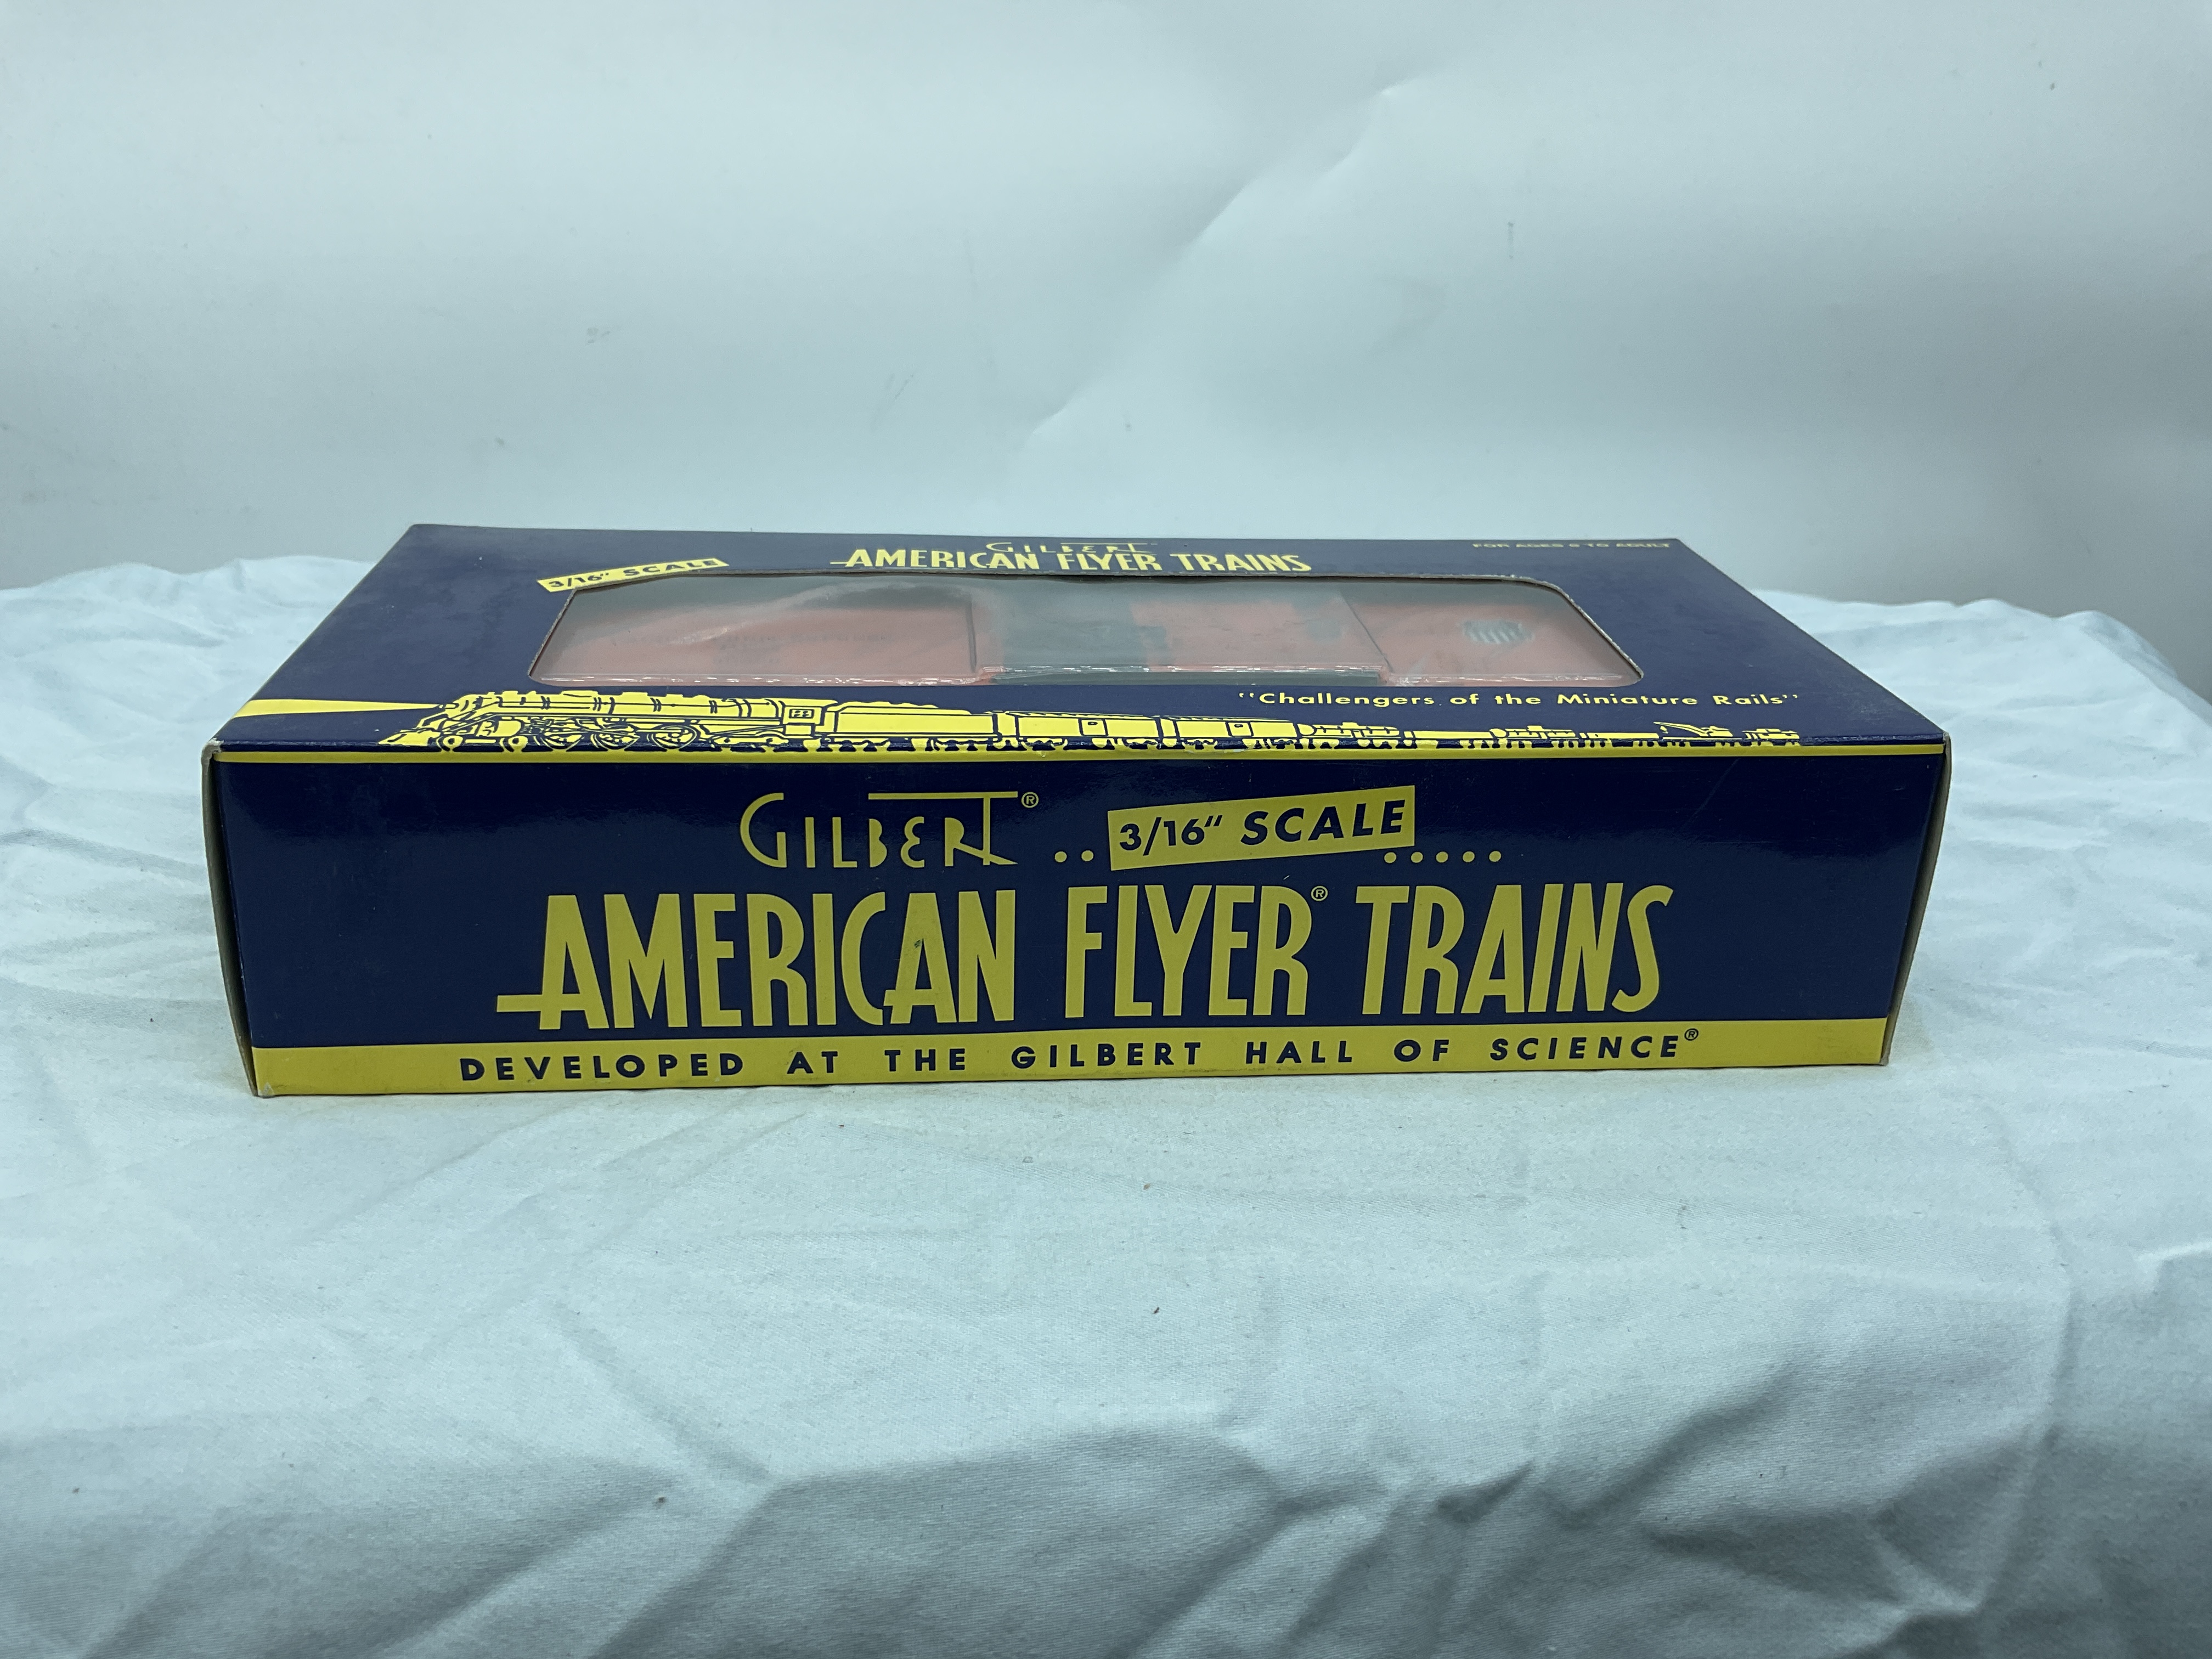 GILBERT
AMERICAN FLYER TRAINS
3/16" SCALE
FOR AGES 8 TO ADULT
"Challengers of the Miniature Rails"
GILBERT® .. 3/16" SCALE .....
AMERICAN FLYER® TRAINS
DEVELOPED AT THE GILBERT HALL OF SCIENCE®